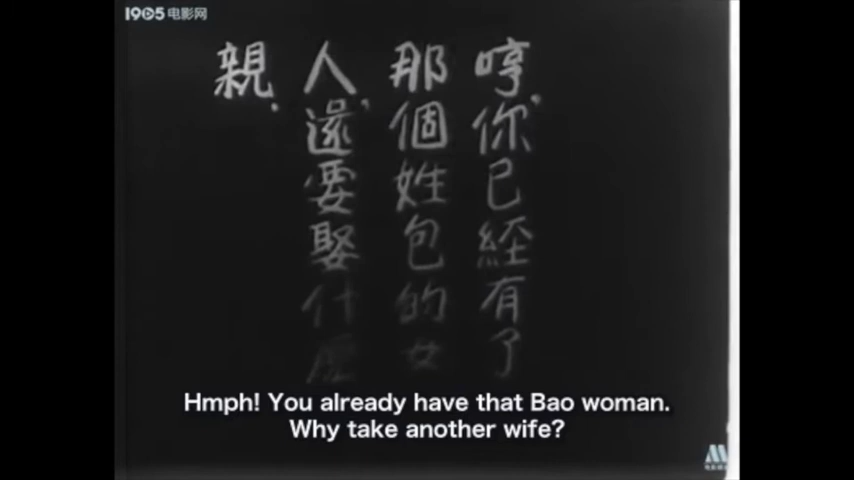 1905电影网
哼,你已經有了
那個姓包的女
人,還要娶什麼
親.
Hmph! You already have that Bao woman.
Why take another wife?